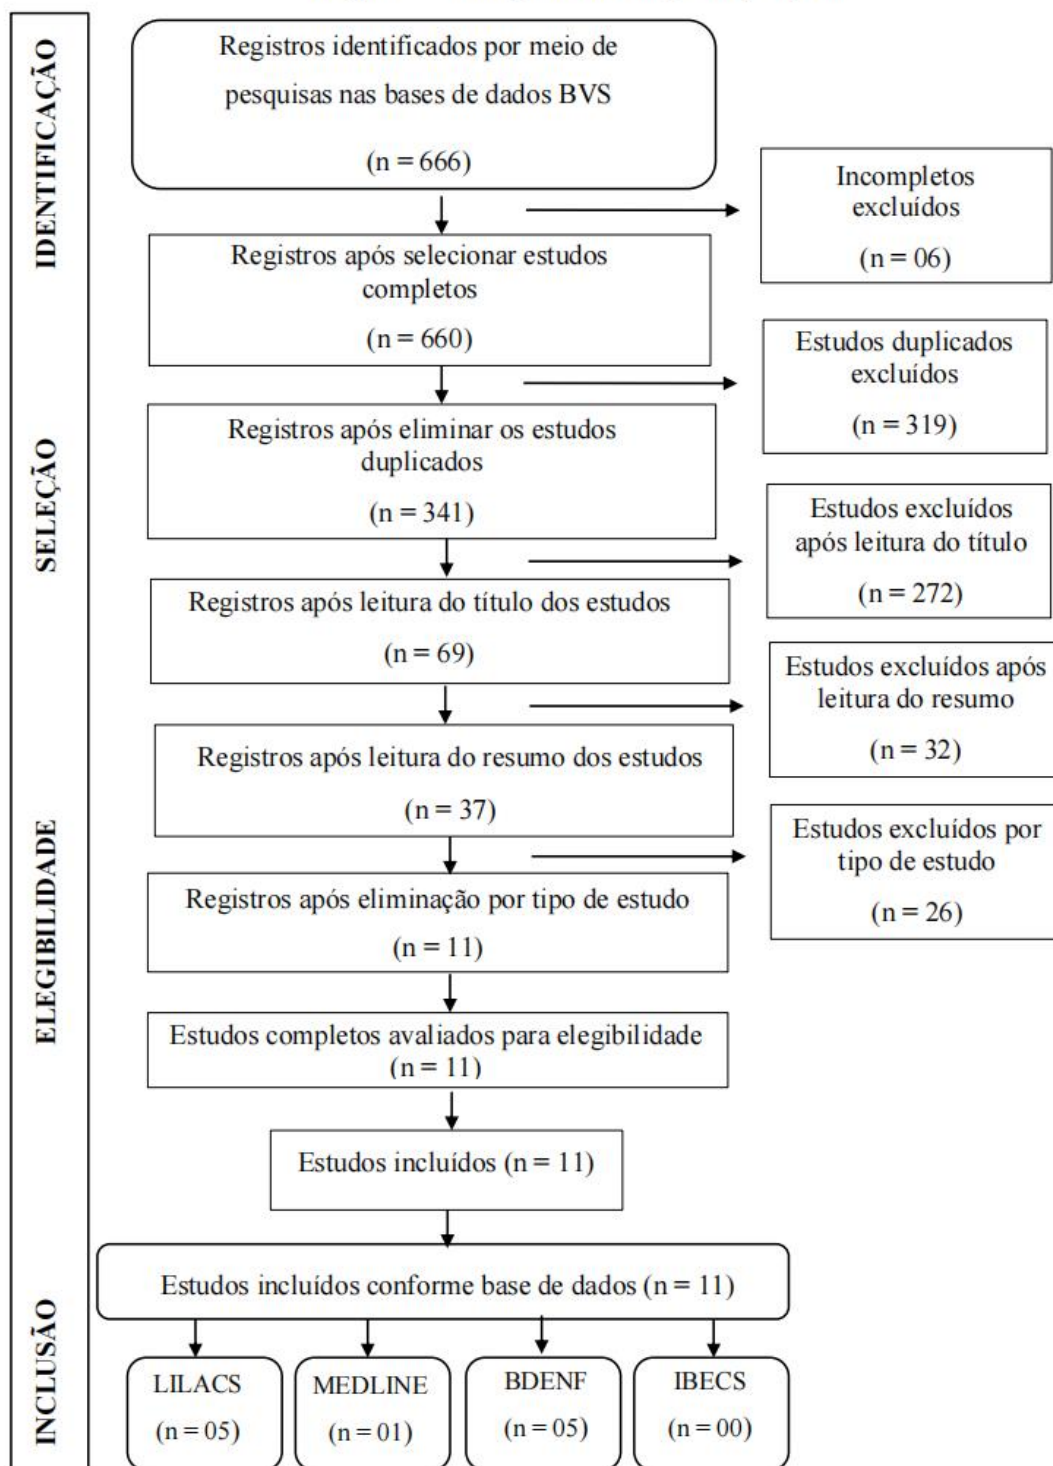 IDENTIFICAÇÃO
Registros identificados por meio de
pesquisas nas bases de dados BVS
(n = 666)
Incompletos
excluídos
(n = 06)
Registros após selecionar estudos
completos
(n = 660)
Estudos duplicados
excluídos
(n = 319)
SELEÇÃO
Registros após eliminar os estudos
duplicados
(n = 341)
Estudos excluídos
após leitura do título
(n = 272)
Registros após leitura do título dos estudos
(n = 69)
Estudos excluídos após
leitura do resumo
(n = 32)
ELEGIBILIDADE
Registros após leitura do resumo dos estudos
(n = 37)
Estudos excluídos por
tipo de estudo
(n = 26)
Registros após eliminação por tipo de estudo
(n = 11)
Estudos completos avaliados para elegibilidade
(n = 11)
Estudos incluídos (n = 11)
INCLUSÃO
Estudos incluídos conforme base de dados (n = 11)
LILACS
(n = 05)
MEDLINE
(n = 01)
BDENF
(n = 05)
IBECS
(n = 00)